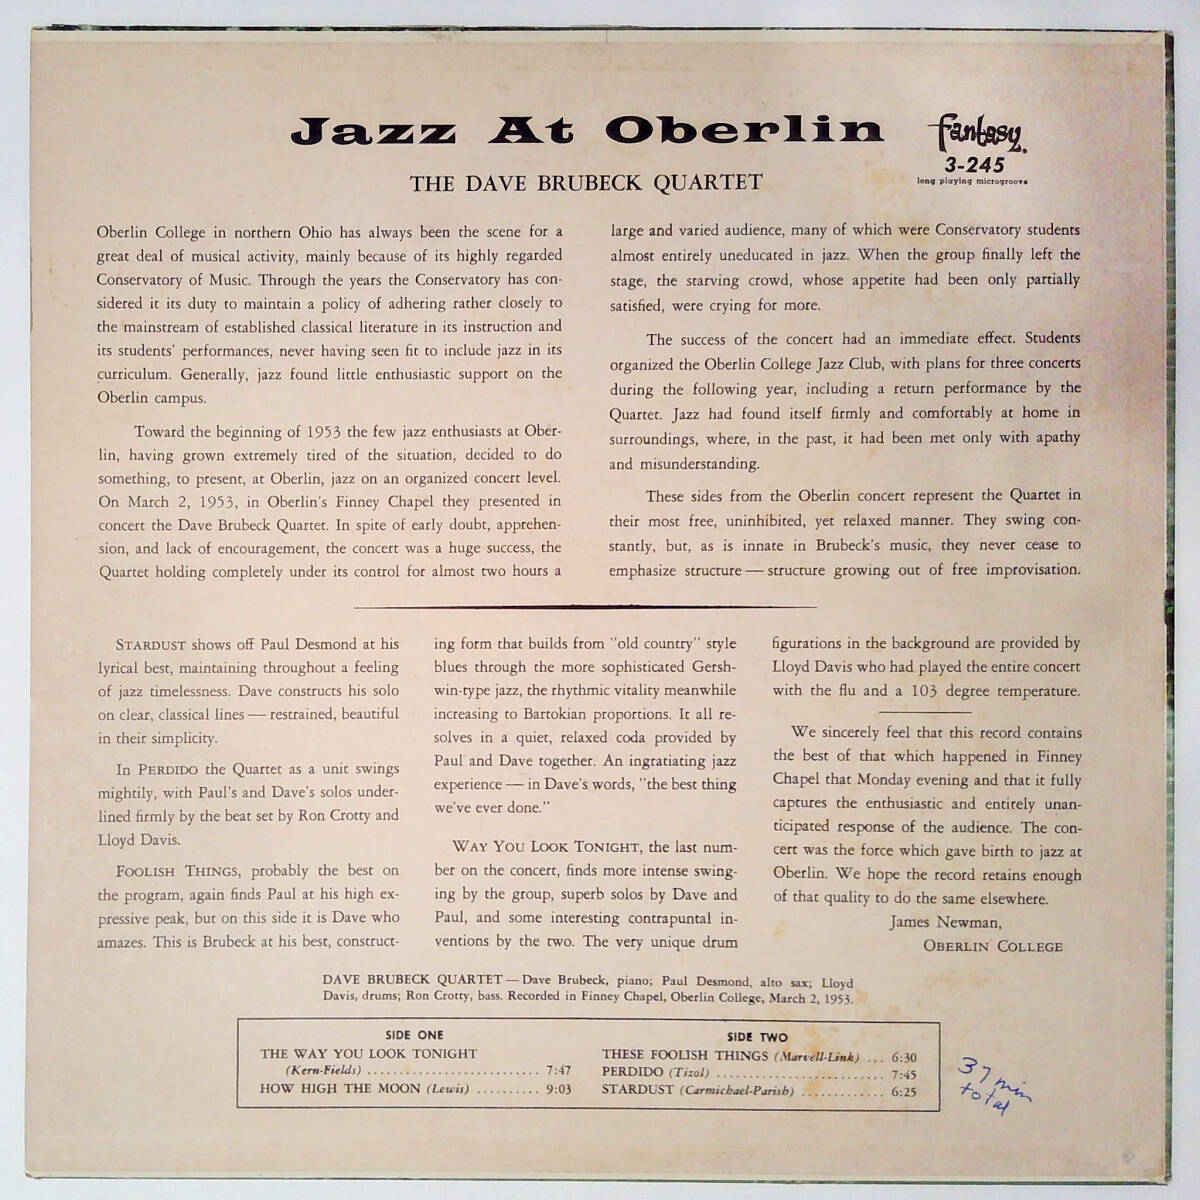 Jazz At Oberlin
fantasy.
3-245
long playing microgroove
THE DAVE BRUBECK QUARTET
Oberlin College in northern Ohio has always been the scene for a
great deal of musical activity, mainly because of its highly regarded
Conservatory of Music. Through the years the Conservatory has con-
sidered it its duty to maintain a policy of adhering rather closely to
the mainstream of established classical literature in its instruction and
its students' performances, never having seen fit to include jazz in its
curriculum. Generally, jazz found little enthusiastic support on the
Oberlin campus.
Toward the beginning of 1953 the few jazz enthusiasts at Ober-
lin, having grown extremely tired of the situation, decided to do
something, to present, at Oberlin, jazz on an organized concert level.
On March 2, 1953, in Oberlin's Finney Chapel they presented in
concert the Dave Brubeck Quartet. In spite of early doubt, apprehen-
sion, and lack of encouragement, the concert was a huge success, the
Quartet holding completely under its control for almost two hours a
large and varied audience, many of which were Conservatory students
almost entirely uneducated in jazz. When the group finally left the
stage, the starving crowd, whose appetite had been only partially
satisfied, were crying for more.
The success of the concert had an immediate effect. Students
organized the Oberlin College Jazz Club, with plans for three concerts
during the following year, including a return performance by the
Quartet. Jazz had found itself firmly and comfortably at home in
surroundings, where, in the past, it had been met only with apathy
and misunderstanding.
These sides from the Oberlin concert represent the Quartet in
their most free, uninhibited, yet relaxed manner. They swing con-
stantly, but, as is innate in Brubeck's music, they never cease to
emphasize structure — structure growing out of free improvisation.
STARDUST shows off Paul Desmond at his
lyrical best, maintaining throughout a feeling
of jazz timelessness. Dave constructs his solo
on clear, classical lines — restrained, beautiful
in their simplicity.
In PERDIDO the Quartet as a unit swings
mightily, with Paul's and Dave's solos under-
lined firmly by the beat set by Ron Crotty and
Lloyd Davis.
FOOLISH THINGS, probably the best on
the program, again finds Paul at his high ex-
pressive peak, but on this side it is Dave who
amazes. This is Brubeck at his best, construct-
ing form that builds from "old country" style
blues through the more sophisticated Gersh-
win-type jazz, the rhythmic vitality meanwhile
increasing to Bartokian proportions. It all re-
solves in a quiet, relaxed coda provided by
Paul and Dave together. An ingratiating jazz
experience — in Dave's words, "the best thing
we've ever done."
WAY YOU LOOK TONIGHT, the last num-
ber on the concert, finds more intense swing-
ing by the group, superb solos by Dave and
Paul, and some interesting contrapuntal in-
ventions by the two. The very unique drum
figurations in the background are provided by
Lloyd Davis who had played the entire concert
with the flu and a 103 degree temperature.
We sincerely feel that this record contains
the best of that which happened in Finney
Chapel that Monday evening and that it fully
captures the enthusiastic and entirely unan-
ticipated response of the audience. The con-
cert was the force which gave birth to jazz at
Oberlin. We hope the record retains enough
of that quality to do the same elsewhere.
James Newman,
OBERLIN COLLEGE
DAVE BRUBECK QUARTET — Dave Brubeck, piano; Paul Desmond, alto sax; Lloyd
Davis, drums; Ron Crotty, bass. Recorded in Finney Chapel, Oberlin College, March 2, 1953.
SIDE ONE
THE WAY YOU LOOK TONIGHT
(Kern-Fields) ............................ 7:47
HOW HIGH THE MOON (Lewis) .......... 9:03
SIDE TWO
THESE FOOLISH THINGS (Marvell-Link) ... 6:30
PERDIDO (Tizol) ........................... 7:45
STARDUST (Carmichael-Parish) ............. 6:25
37 min
total